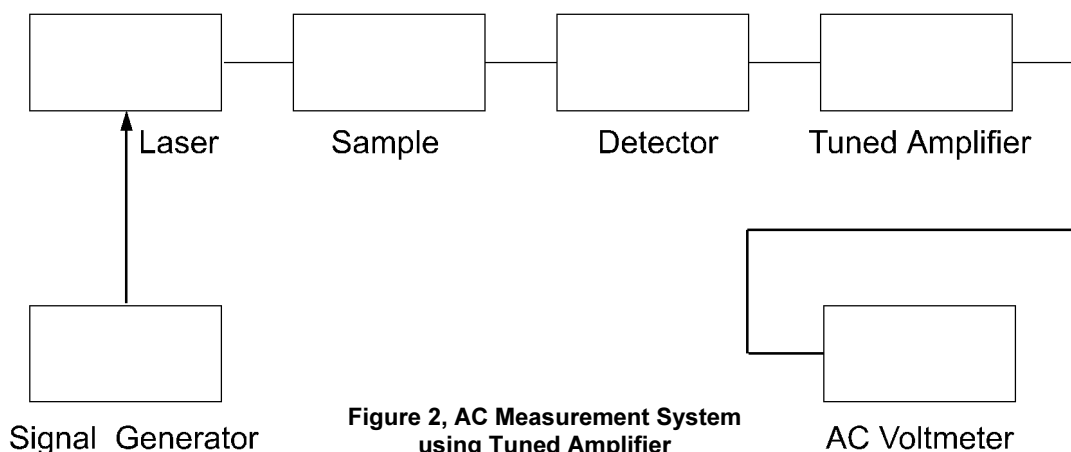 Laser
Sample
Detector
Tuned Amplifier
Signal Generator
Figure 2, AC Measurement System
using Tuned Amplifier
AC Voltmeter